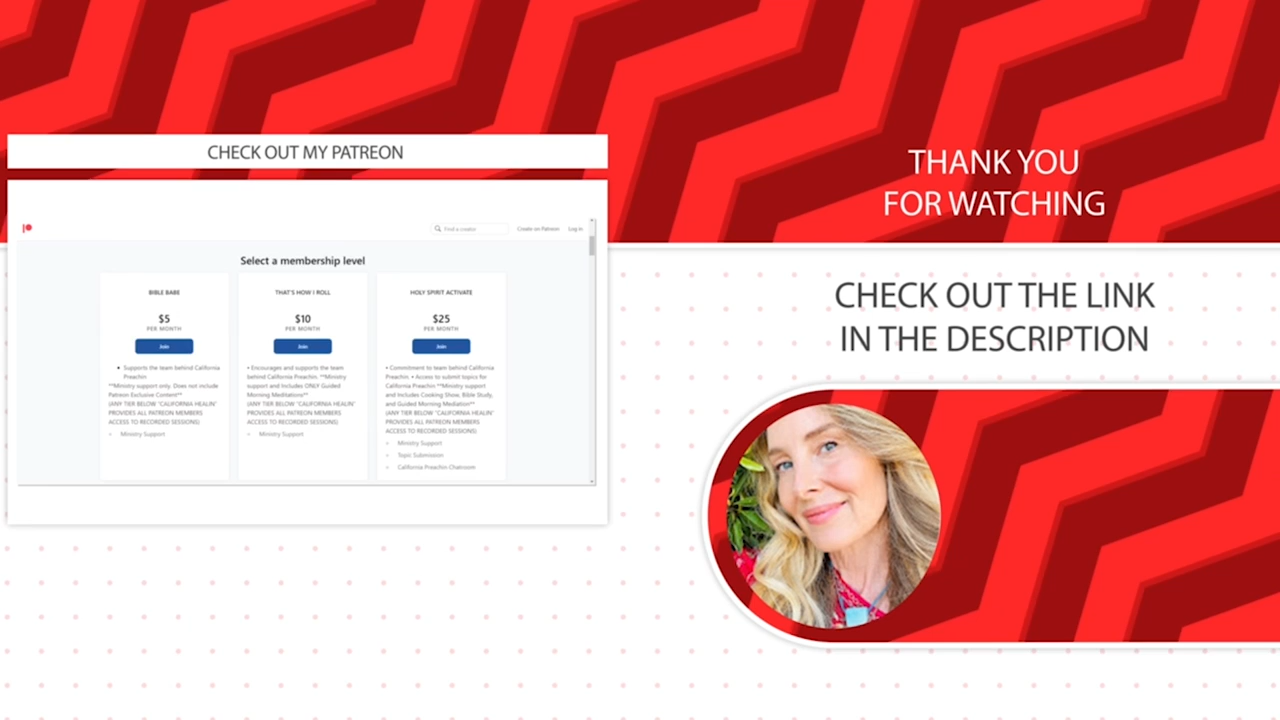 CHECK OUT MY PATREON
Find a creator
Create on Patreon
Log in
Select a membership level
BIBLE BABE
$5
PER MONTH
Join
• Supports the team behind California
Preachin
**Ministry support only. Does not include
Patreon Exclusive Content**
(ANY TIER BELOW "CALIFORNIA HEALIN"
PROVIDES ALL PATREON MEMBERS
ACCESS TO RECORDED SESSIONS)
Ministry Support
THAT'S HOW I ROLL
$10
PER MONTH
Join
• Encourages and supports the team
behind California Preachin. **Ministry
support and Includes ONLY Guided
Morning Meditations**
(ANY TIER BELOW "CALIFORNIA HEALIN"
PROVIDES ALL PATREON MEMBERS
ACCESS TO RECORDED SESSIONS)
Ministry Support
HOLY SPIRIT ACTIVATE
$25
PER MONTH
Join
• Commitment to team behind California
Preachin. • Access to submit topics for
California Preachin **Ministry support
and Includes Cooking Show, Bible Study,
and Guided Morning Mediation**
(ANY TIER BELOW "CALIFORNIA HEALIN"
PROVIDES ALL PATREON MEMBERS
ACCESS TO RECORDED SESSIONS)
Ministry Support
Topic Submission
California Preachin Chatroom
THANK YOU
FOR WATCHING
CHECK OUT THE LINK
IN THE DESCRIPTION